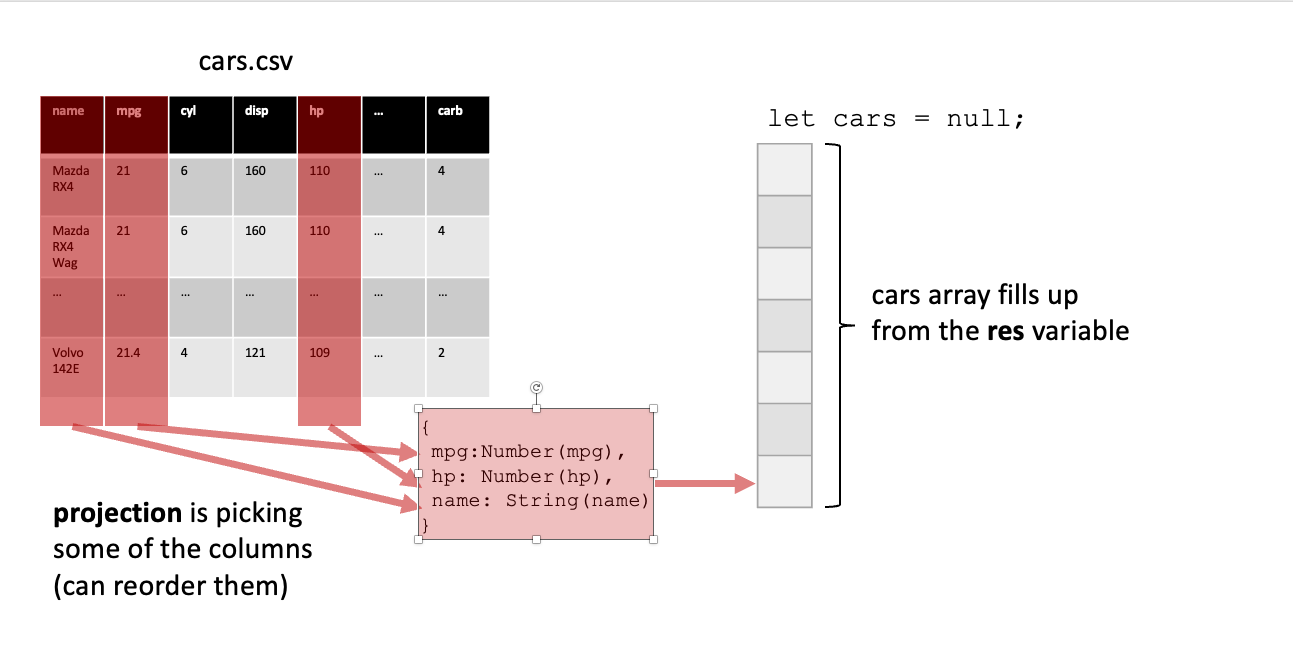 cars.csv
name mpg cyl disp hp ... carb
Mazda RX4 21 6 160 110 ... 4
Mazda RX4 Wag 21 6 160 110 ... 4
... ... ... ... ... ... ...
Volvo 142E 21.4 4 121 109 ... 2
let cars = null;
cars array fills up
from the res variable
{
mpg:Number(mpg),
hp: Number(hp),
name: String(name)
}
projection is picking
some of the columns
(can reorder them)